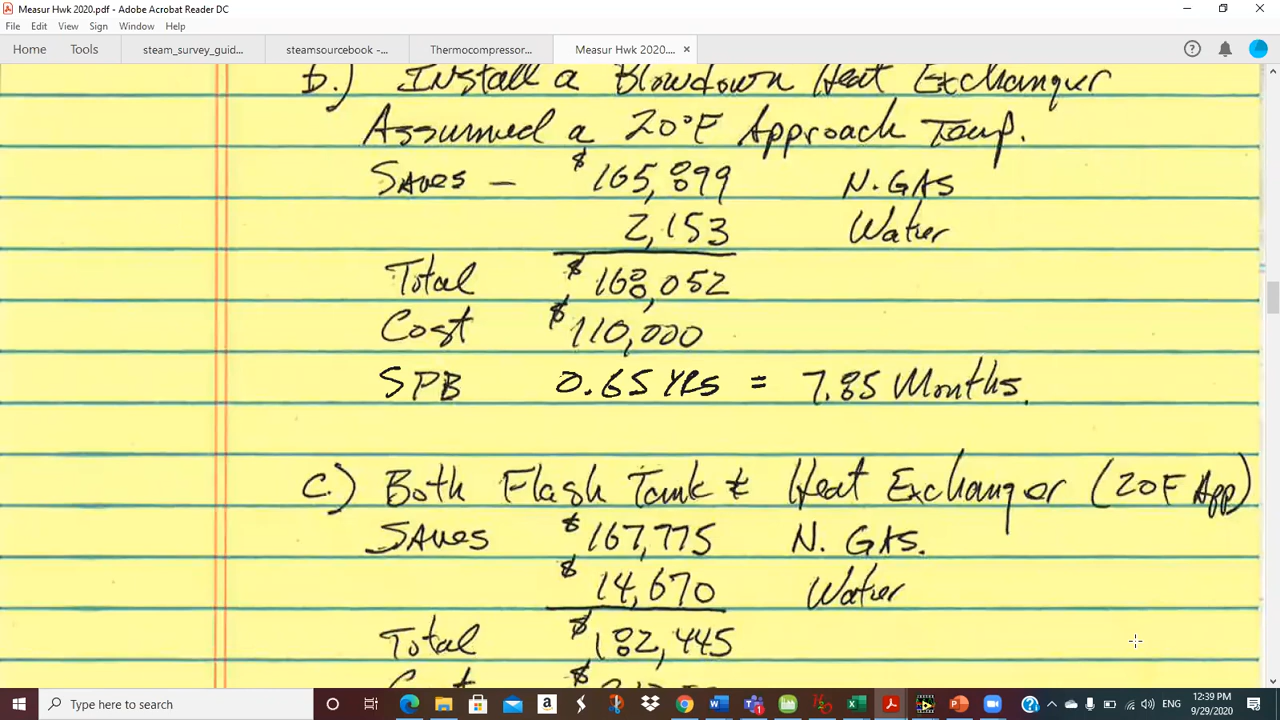 Measur Hwk 2020.pdf - Adobe Acrobat Reader DC
File Edit View Sign Window Help
Home Tools steam_survey_guid... steamsourcebook -... Thermocompressor... Measur Hwk 2020.... ×
b.) Install a Blowdown Heat Exchanger
Assumed a 20°F Approach Temp.
Saves - $165,899 N.GAS
2,153 Water
Total $168,052
Cost $110,000
SPB 0.65 YRS = 7.85 Months.
c.) Both Flash Tank & Heat Exchanger (20F App)
Saves $167,775 N. GAS.
$14,670 Water
Total $182,445
Cost $
Type here to search
ENG 12:39 PM
9/29/2020